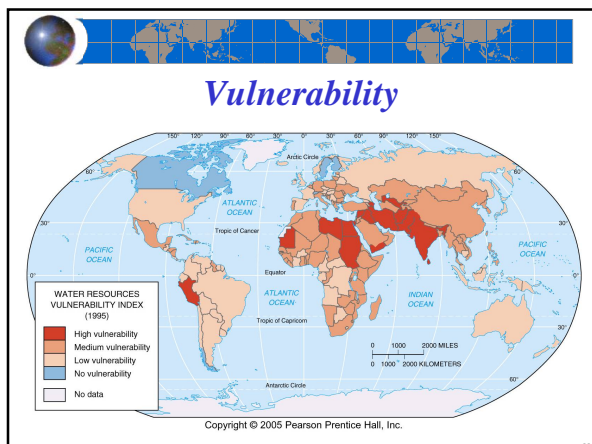 Vulnerability
150° 120° 90° 60° 30° 0° 30° 60° 90° 120° 150°
Arctic Circle
60°
60°
ATLANTIC
OCEAN
30°
30°
Tropic of Cancer
PACIFIC
OCEAN
PACIFIC
OCEAN
0°
Equator
0°
ATLANTIC
OCEAN
INDIAN
OCEAN
WATER RESOURCES
VULNERABILITY INDEX
(1995)
High vulnerability
Medium vulnerability
Low vulnerability
No vulnerability
No data
Tropic of Capricorn
30°
0 1000 2000 MILES
0 1000 2000 KILOMETERS
60°
Antarctic Circle
Copyright © 2005 Pearson Prentice Hall, Inc.